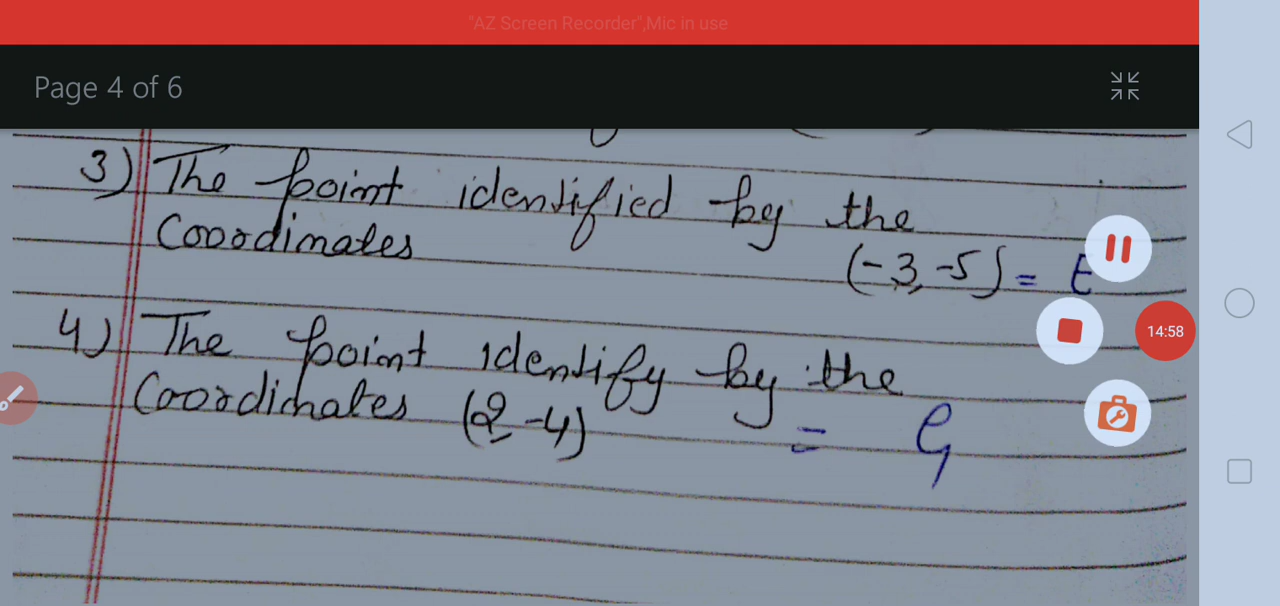 "AZ Screen Recorder",Mic in use
Page 4 of 6
3) The point identified by the
Coordinates
(-3,-5) = E
14:58
4) The point identify by the
Coordinates (2,-4) = G